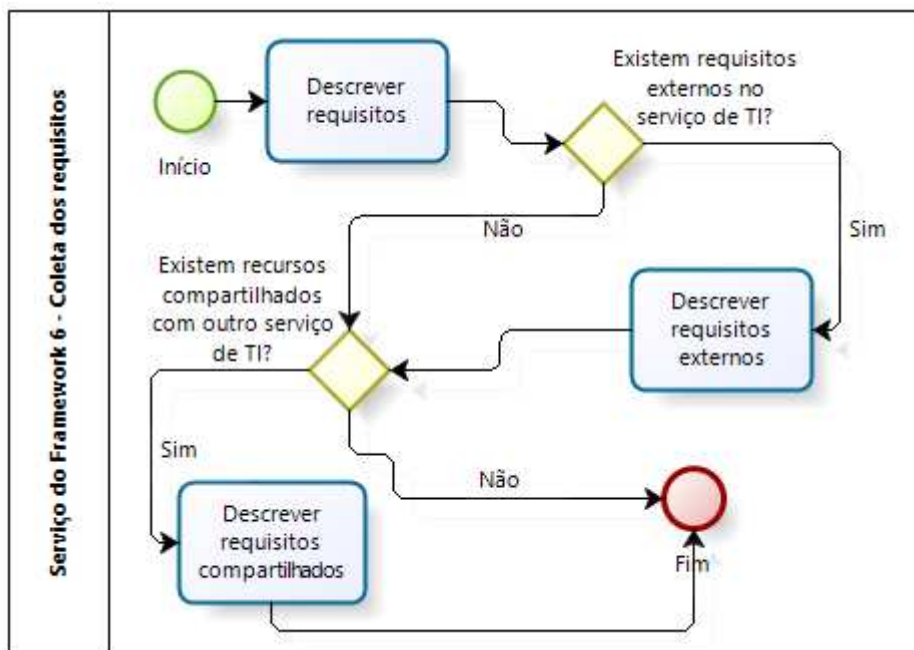 Serviço do Framework 6 - Coleta dos requisitos
Início
Descrever
requisitos
Existem requisitos
externos no
serviço de TI?
Não
Sim
Descrever
requisitos
externos
Existem recursos
compartilhados
com outro serviço
de TI?
Sim
Não
Descrever
requisitos
compartilhados
Fim